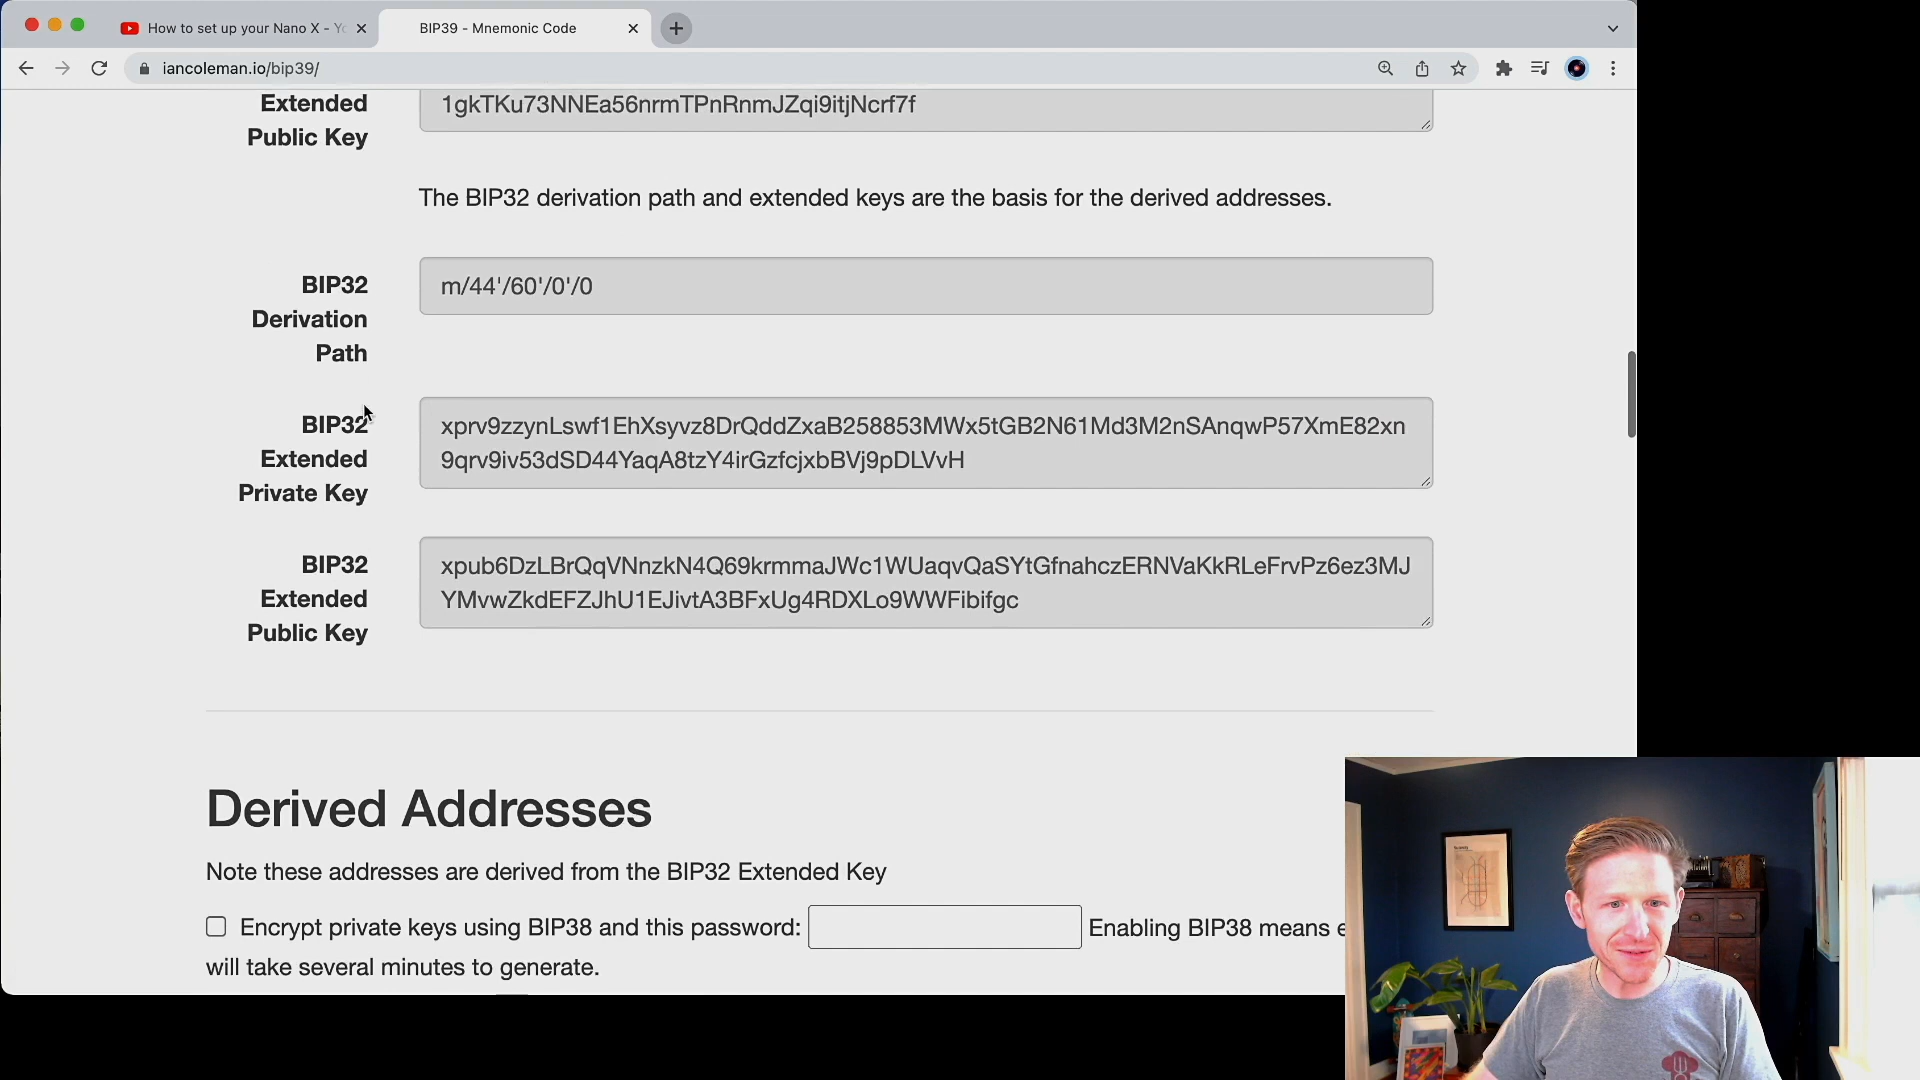 How to set up your Nano X - Yo
BIP39 - Mnemonic Code
iancoleman.io/bip39/
Extended
Public Key
1gkTKu73NNEa56nrmTPnRnmJZqi9itjNcrf7f
The BIP32 derivation path and extended keys are the basis for the derived addresses.
BIP32
Derivation
Path
m/44'/60'/0'/0
BIP32
Extended
Private Key
xprv9zzynLswf1EhXsyvz8DrQddZxaB258853MWx5tGB2N61Md3M2nSAnqwP57XmE82xn
9qrv9iv53dSD44YaqA8tzY4irGzfcjxbBVj9pDLVvH
BIP32
Extended
Public Key
xpub6DzLBrQqVNnzkN4Q69krmmaJWc1WUaqvQaSYtGfnahczERNVaKkRLeFrvPz6ez3MJ
YMvwZkdEFZJhU1EJivtA3BFxUg4RDXLo9WWFibifgc
Derived Addresses
Note these addresses are derived from the BIP32 Extended Key
Encrypt private keys using BIP38 and this password: Enabling BIP38 means e
will take several minutes to generate.